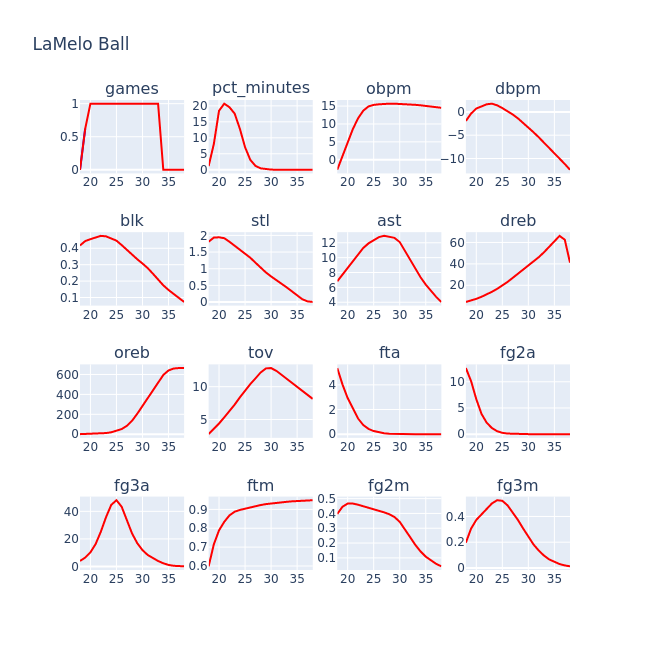 LaMelo Ball
games pct_minutes obpm dbpm
1 0.5 0 20 25 30 35
20 15 10 5 0 20 25 30 35
15 10 5 0 20 25 30 35
0 −5 −10 20 25 30 35
blk stl ast dreb
0.4 0.3 0.2 0.1 20 25 30 35
2 1.5 1 0.5 0 20 25 30 35
12 10 8 6 4 20 25 30 35
60 40 20 20 25 30 35
oreb tov fta fg2a
600 400 200 0 20 25 30 35
10 5 20 25 30 35
4 2 0 20 25 30 35
10 5 0 20 25 30 35
fg3a ftm fg2m fg3m
40 20 0 20 25 30 35
0.9 0.8 0.7 0.6 20 25 30 35
0.5 0.4 0.3 0.2 0.1 20 25 30 35
0.4 0.2 0 20 25 30 35